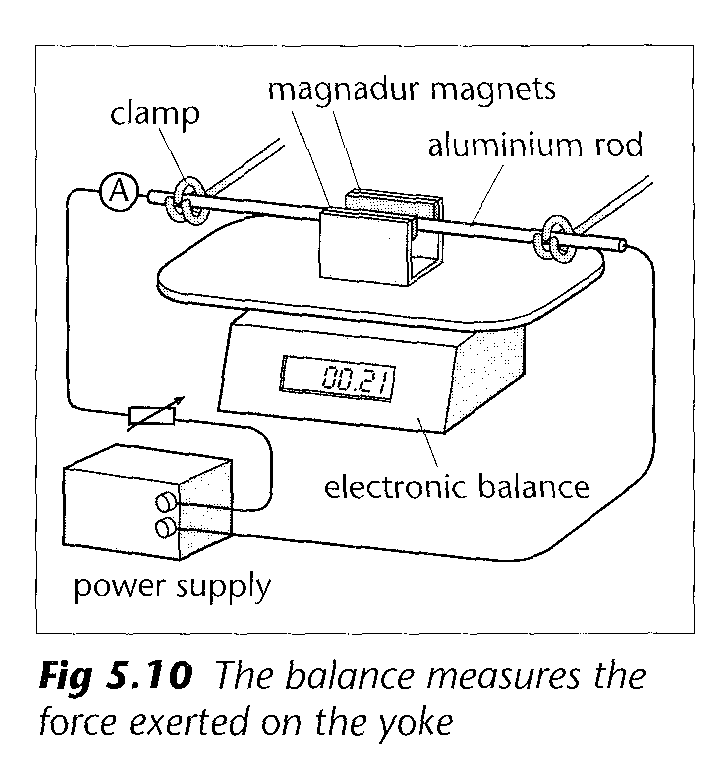 magnadur magnets
clamp
aluminium rod
A
00.21
electronic balance
power supply
Fig 5.10 The balance measures the
force exerted on the yoke